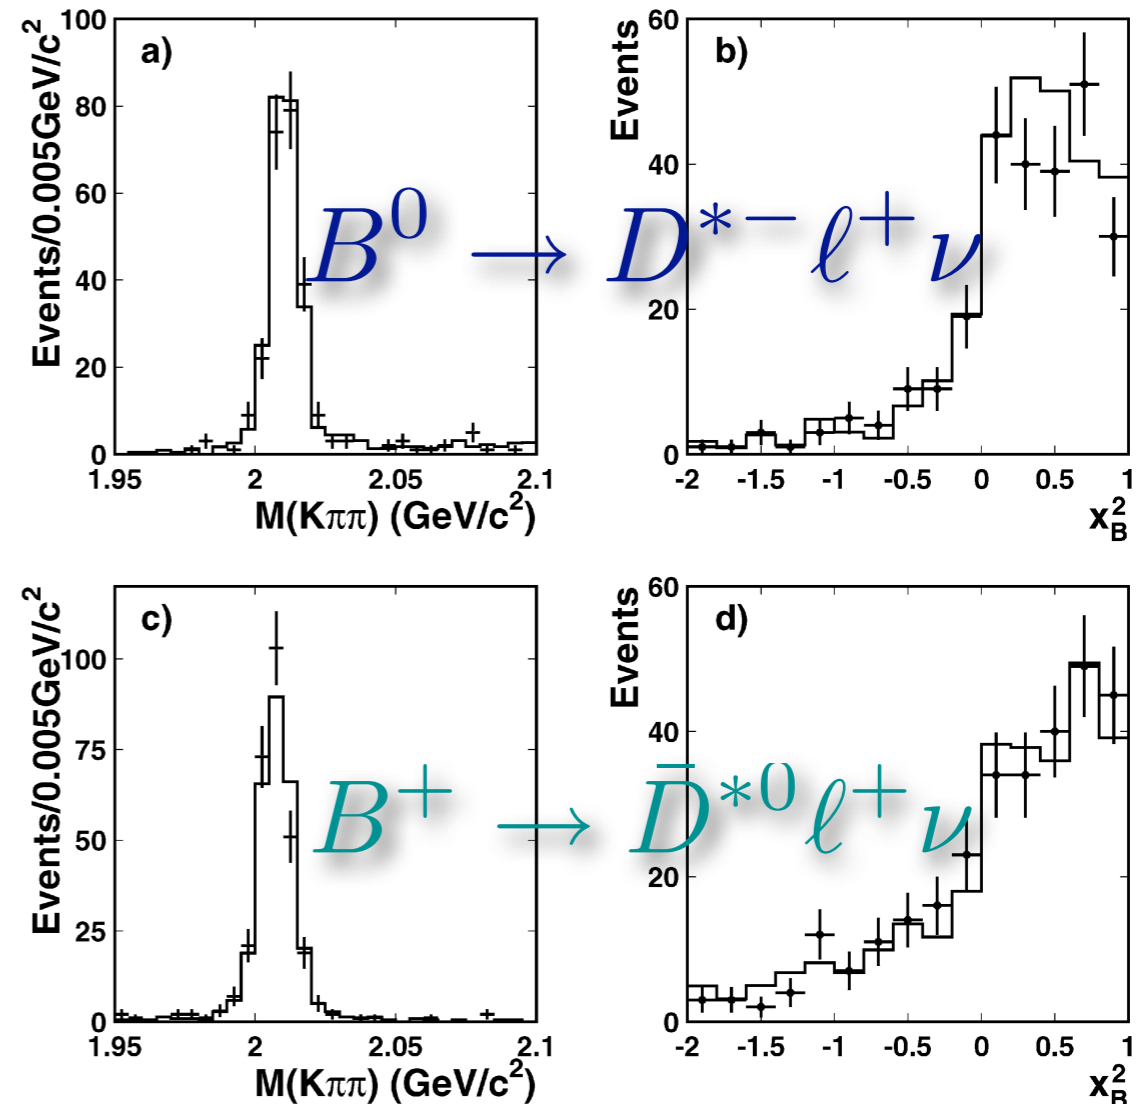 a)
Events/0.005GeV/c²
100
80
60
40
20
0
1.95 2 2.05 2.1
M(Kππ) (GeV/c²)
b)
Events
60
40
20
0
-2 -1.5 -1 -0.5 0 0.5 1
x_B²
B⁰ → D*⁻ ℓ⁺ ν
c)
Events/0.005GeV/c²
100
75
50
25
0
1.95 2 2.05 2.1
M(Kππ) (GeV/c²)
d)
Events
60
40
20
0
-2 -1.5 -1 -0.5 0 0.5 1
x_B²
B⁺ → D̄*⁰ ℓ⁺ ν